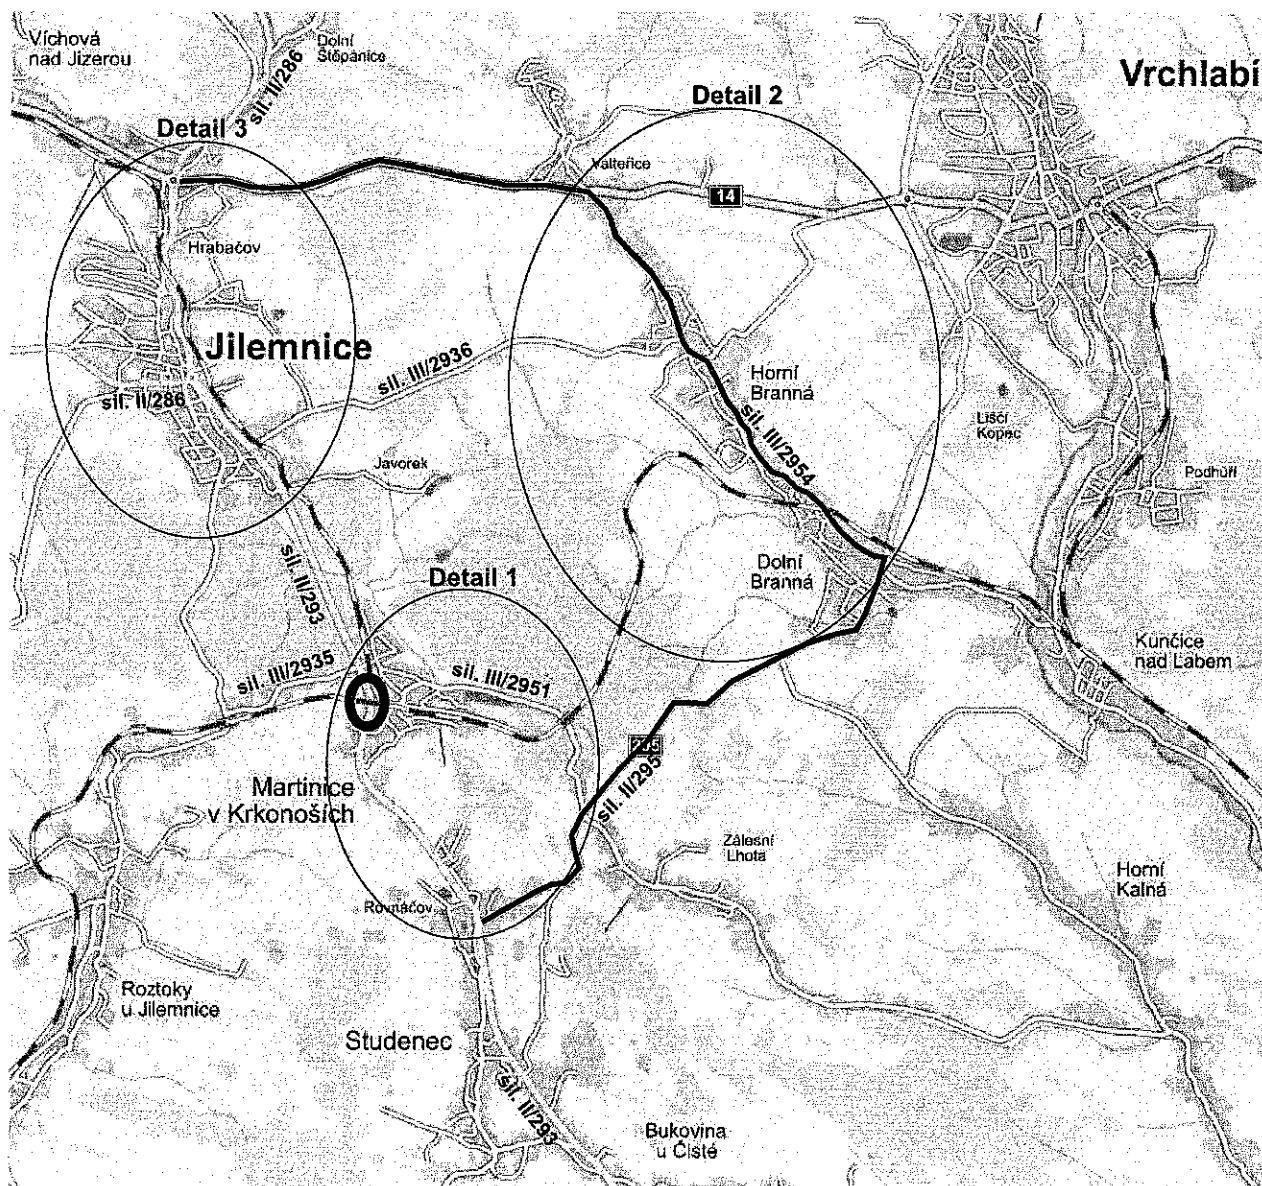 Víchová
nad Jizerou
Dolní
Štěpánice
sil. II/286
Vrchlabí
Detail 2
Detail 3
Valteřice
14
Hrabačov
Jilemnice
sil. III/2936
Horní
Branná
sil. II/286
sil. III/2954
Liščí
Kopec
Javorek
Podhůří
sil. II/293
Detail 1
Dolní
Branná
Kunčice
nad Labem
sil. III/2935
sil. III/2951
295
sil. II/295
Martinice
v Krkonoších
Zálesní
Lhota
Horní
Kalná
Rovnáčov
Roztoky
u Jilemnice
Studenec
sil. II/293
Bukovina
u Čisté